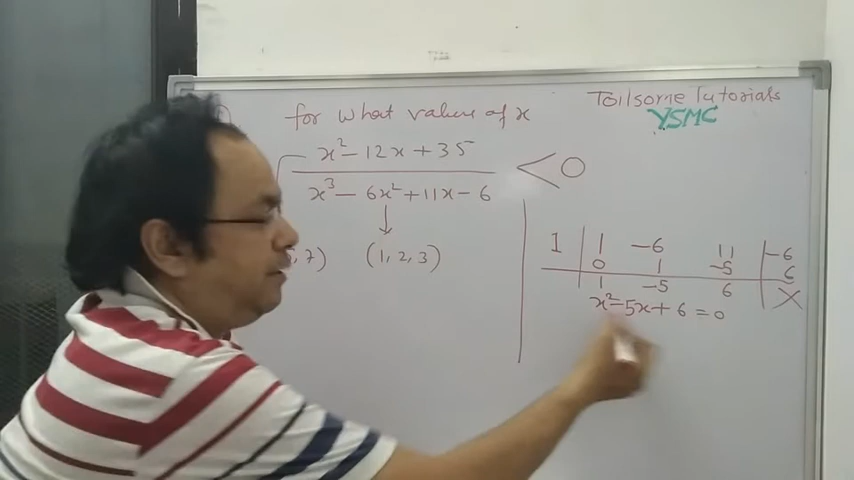 for what values of x
Toilsome Tutorials
YSMC
x² - 12x + 35
x³ - 6x² + 11x - 6
< 0
, 7) (1, 2, 3)
1 1 -6 11 -6
0 1 -5 6
1 -5 6 X
x² - 5x + 6 = 0